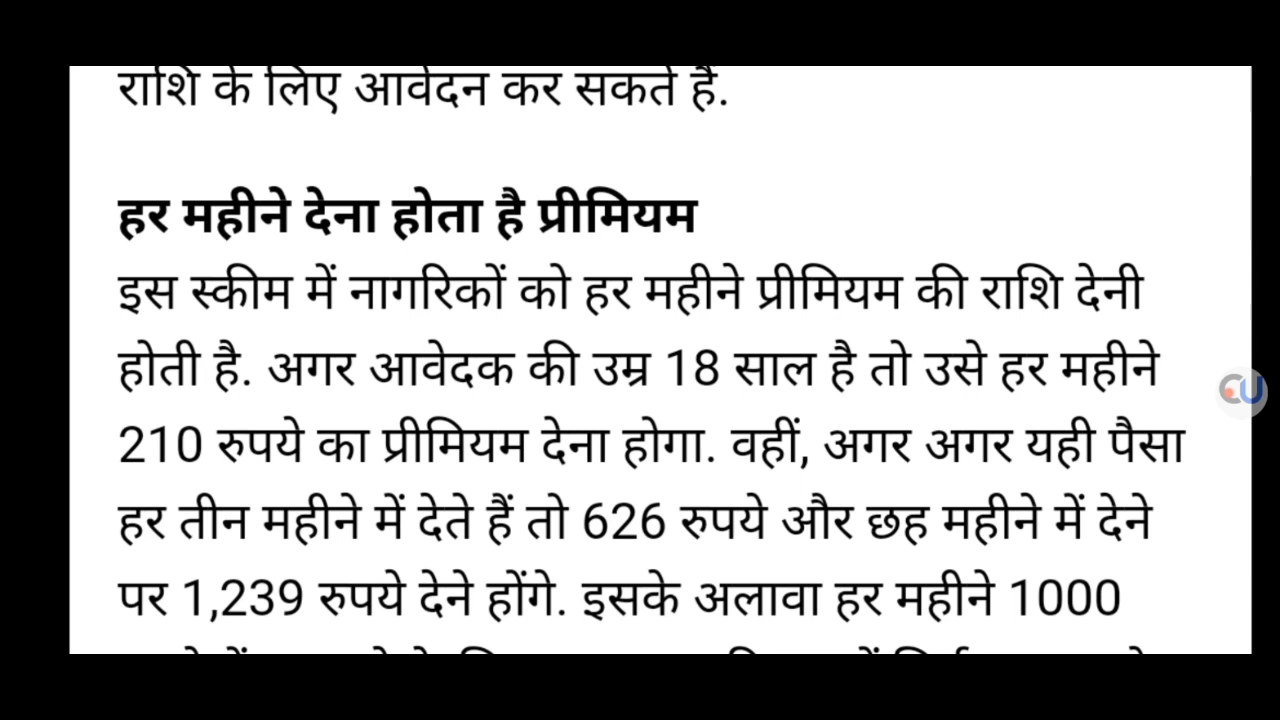 राशि के लिए आवेदन कर सकते हैं.
हर महीने देना होता है प्रीमियम
इस स्कीम में नागरिकों को हर महीने प्रीमियम की राशि देनी
होती है. अगर आवेदक की उम्र 18 साल है तो उसे हर महीने
210 रुपये का प्रीमियम देना होगा. वहीं, अगर अगर यही पैसा
हर तीन महीने में देते हैं तो 626 रुपये और छह महीने में देने
पर 1,239 रुपये देने होंगे. इसके अलावा हर महीने 1000
CU